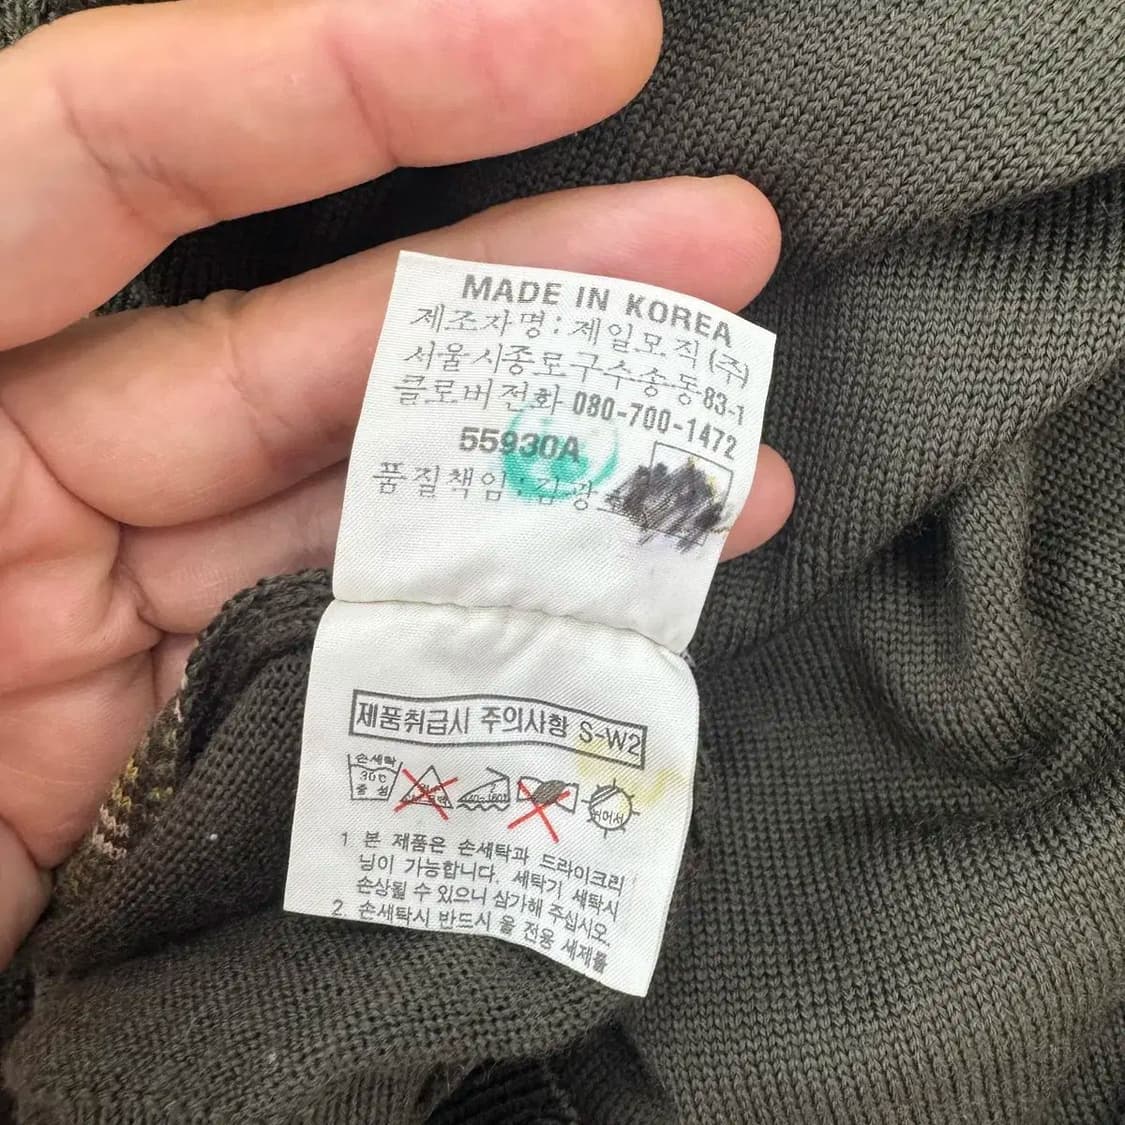 MADE IN KOREA
제조자명 : 제일모직(주)
서울시종로구수송동83-1
클로버전화 080-700-1472
55930A
품질책임 : 김광
제품취급시 주의사항 S-W2
손세탁
30℃
중성
뉘어서
1. 본 제품은 손세탁과 드라이크리
닝이 가능합니다. 세탁기 세탁시
손상될 수 있으니 삼가해 주십시오.
2. 손세탁시 반드시 울 전용 세제를